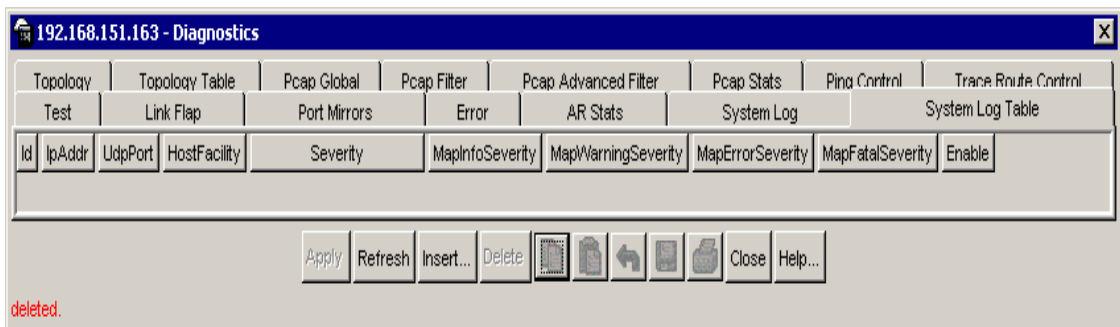 192.168.151.163 - Diagnostics
Topology Topology Table Pcap Global Pcap Filter Pcap Advanced Filter Pcap Stats Ping Control Trace Route Control
Test Link Flap Port Mirrors Error AR Stats System Log System Log Table
Id IpAddr UdpPort HostFacility Severity MapInfoSeverity MapWarningSeverity MapErrorSeverity MapFatalSeverity Enable
Apply Refresh Insert... Delete Close Help...
deleted.